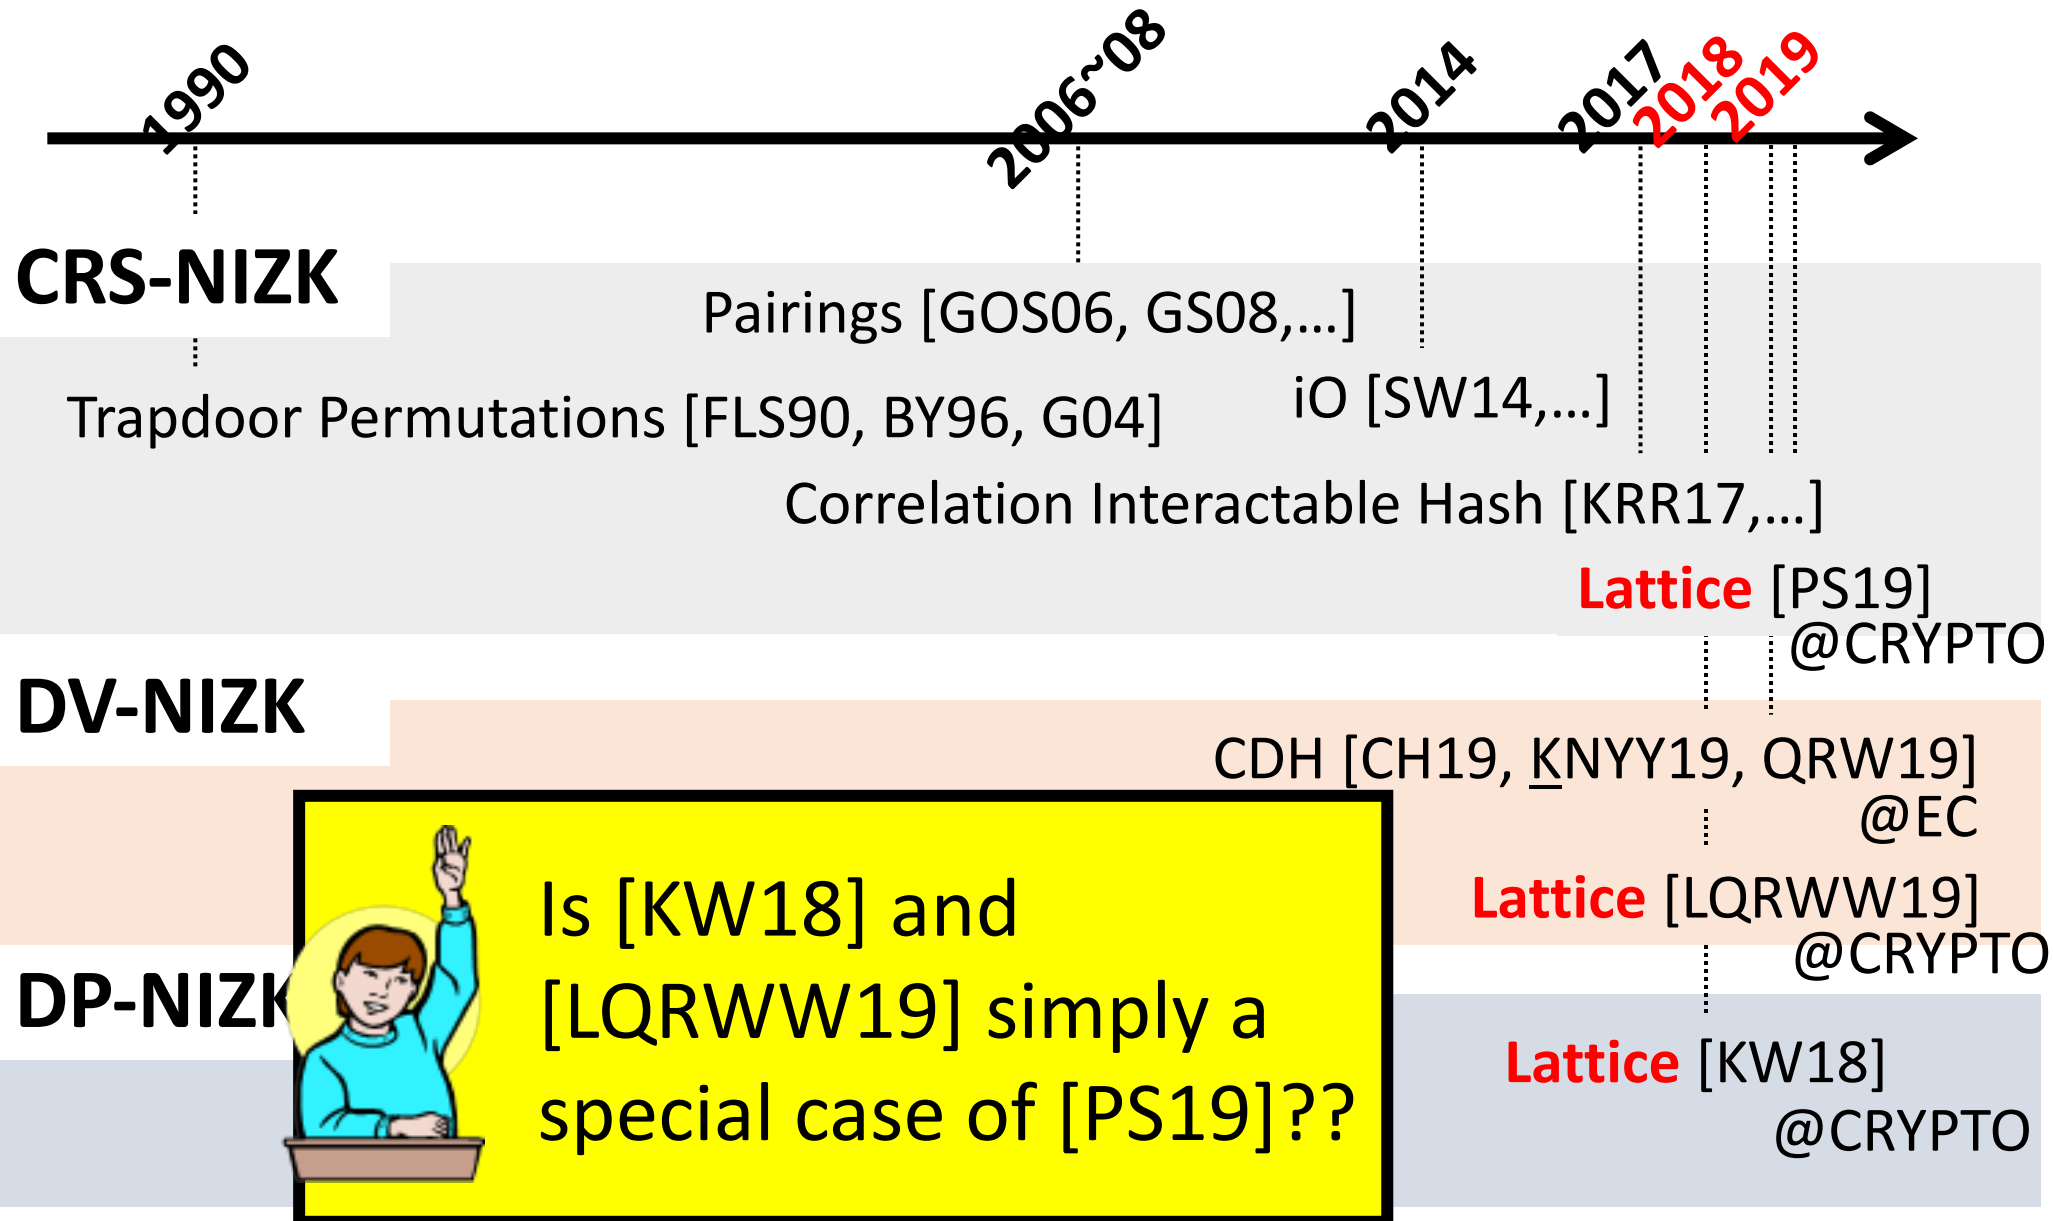 1990
2006~08
2014
2017
2018
2019
CRS-NIZK
Pairings [GOS06, GS08,...]
iO [SW14,...]
Trapdoor Permutations [FLS90, BY96, G04]
Correlation Interactable Hash [KRR17,...]
Lattice [PS19]
@CRYPTO
DV-NIZK
CDH [CH19, KNYY19, QRW19]
@EC
Lattice [LQRWW19]
@CRYPTO
DP-NIZK
Lattice [KW18]
@CRYPTO
Is [KW18] and
[LQRWW19] simply a
special case of [PS19]??